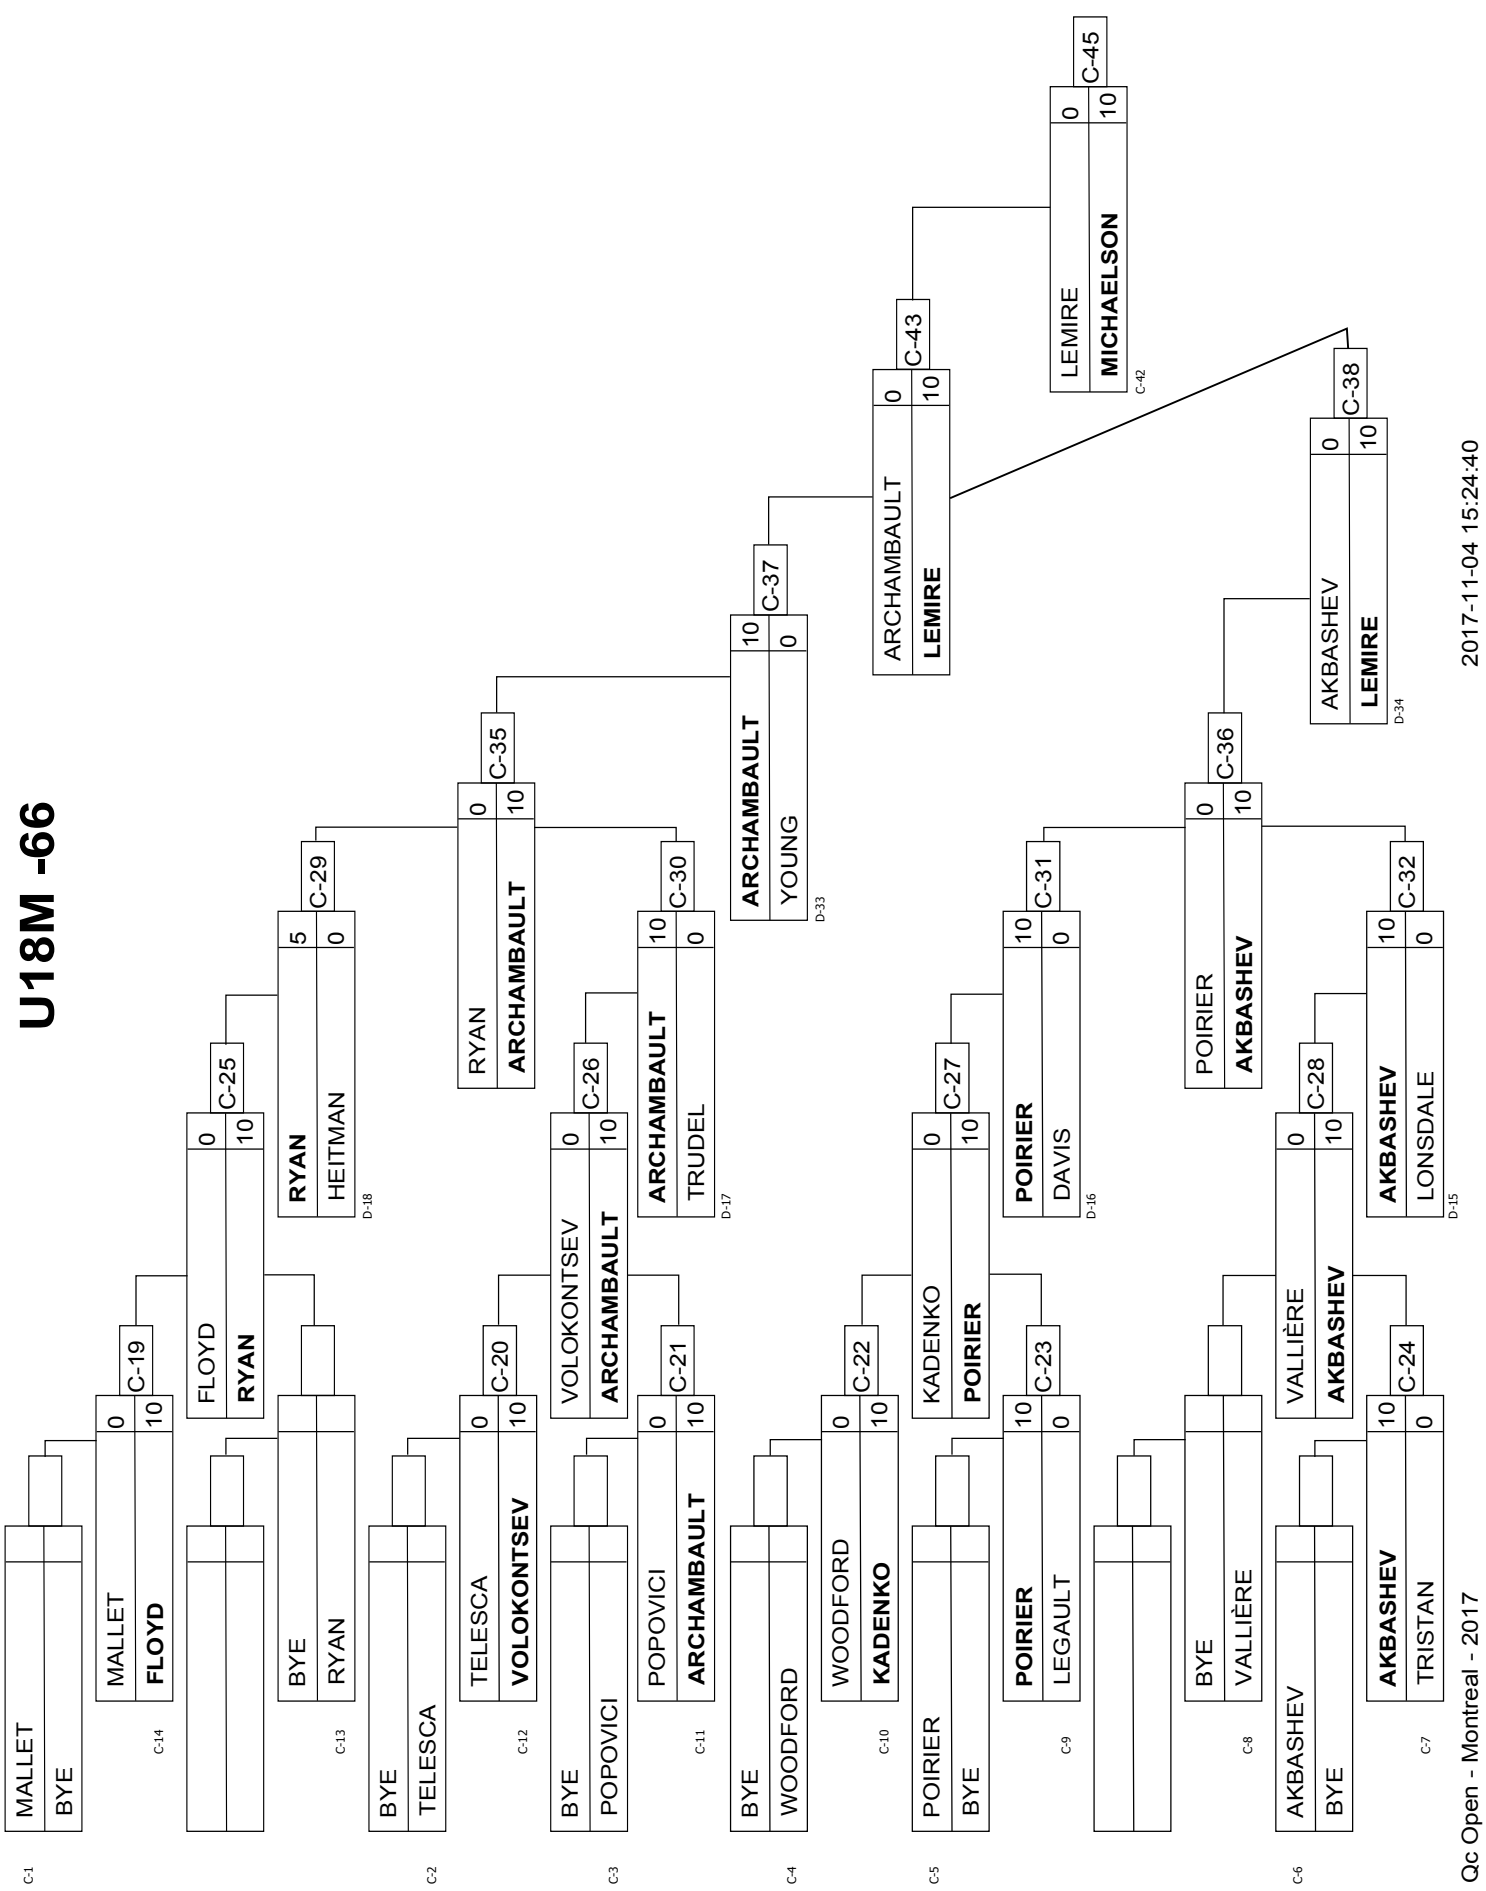 U18M -66
C-1
MALLET
BYE
C-14
MALLET 0
FLOYD 10
C-19
C-13
BYE
RYAN
FLOYD 0
RYAN 10
C-25
RYAN 5
HEITMAN 0
D-18
C-29
C-2
BYE
TELESCA
C-12
TELESCA 0
VOLOKONTSEV 10
C-20
C-3
BYE
POPOVICI
C-11
POPOVICI 0
ARCHAMBAULT 10
C-21
VOLOKONTSEV 0
ARCHAMBAULT 10
C-26
ARCHAMBAULT 10
TRUDEL 0
D-17
C-30
RYAN 0
ARCHAMBAULT 10
C-35
ARCHAMBAULT 10
YOUNG 0
D-33
C-37
C-4
BYE
WOODFORD
C-10
WOODFORD 0
KADENKO 10
C-22
C-5
POIRIER
BYE
C-9
POIRIER 10
LEGAULT 0
C-23
KADENKO 0
POIRIER 10
C-27
POIRIER 10
DAVIS 0
D-16
C-31
C-8
BYE
VALLIÈRE
C-6
AKBASHEV
BYE
C-7
AKBASHEV 10
TRISTAN 0
C-24
VALLIÈRE 0
AKBASHEV 10
C-28
AKBASHEV 10
LONSDALE 0
D-15
C-32
POIRIER 0
AKBASHEV 10
C-36
AKBASHEV 0
LEMIRE 10
D-34
C-38
ARCHAMBAULT 0
LEMIRE 10
C-43
LEMIRE 0
MICHAELSON 10
C-42
C-45
Qc Open - Montreal - 2017
2017-11-04 15:24:40